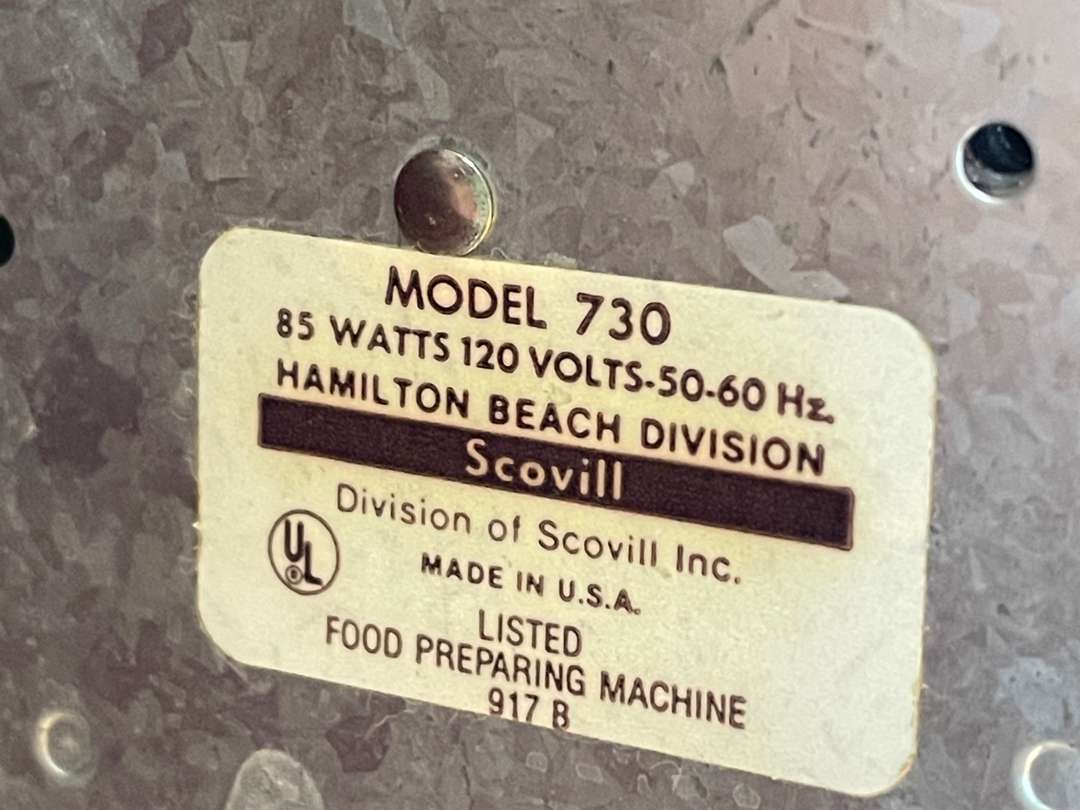 MODEL 730
85 WATTS 120 VOLTS-50-60 Hz.
HAMILTON BEACH DIVISION
Scovill
Division of Scovill Inc.
UL ®
MADE IN U.S.A.
LISTED
FOOD PREPARING MACHINE
917 B